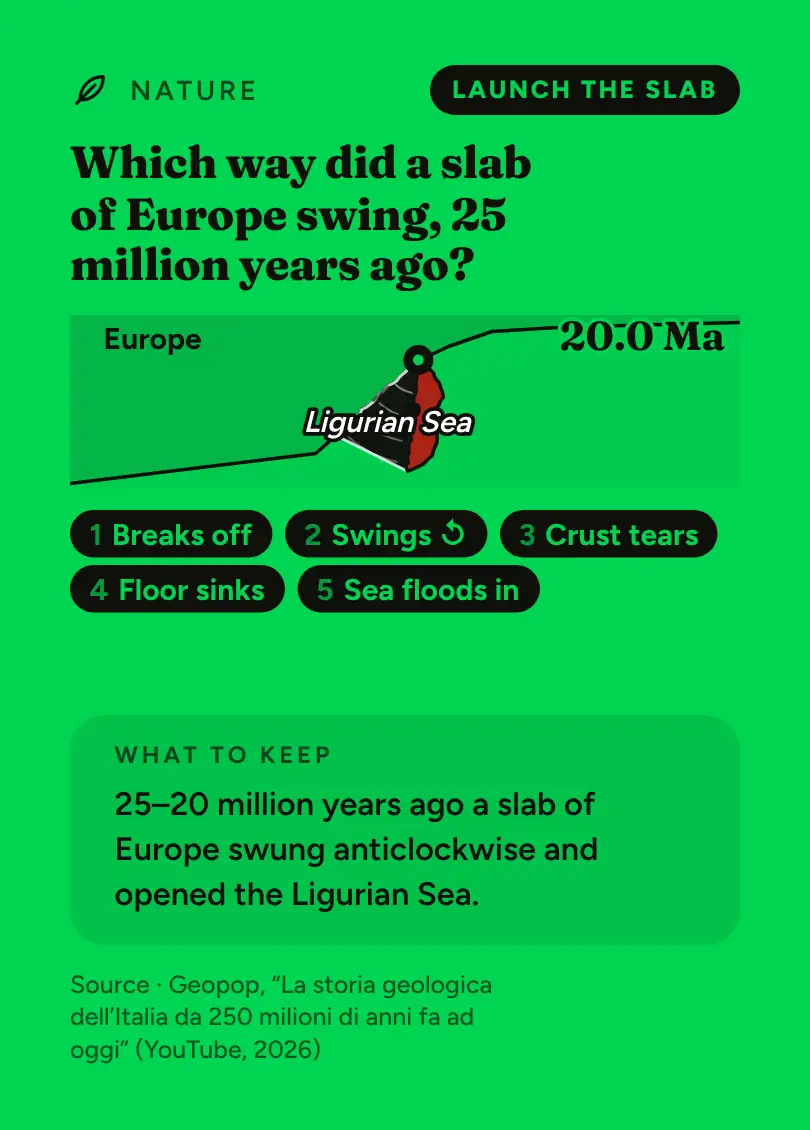 NATURE
LAUNCH THE SLAB
Which way did a slab
of Europe swing, 25
million years ago?
Europe
20.0 Ma
Ligurian Sea
1 Breaks off
2 Swings ↺
3 Crust tears
4 Floor sinks
5 Sea floods in
WHAT TO KEEP
25–20 million years ago a slab of
Europe swung anticlockwise and
opened the Ligurian Sea.
Source · Geopop, “La storia geologica
dell’Italia da 250 milioni di anni fa ad
oggi” (YouTube, 2026)